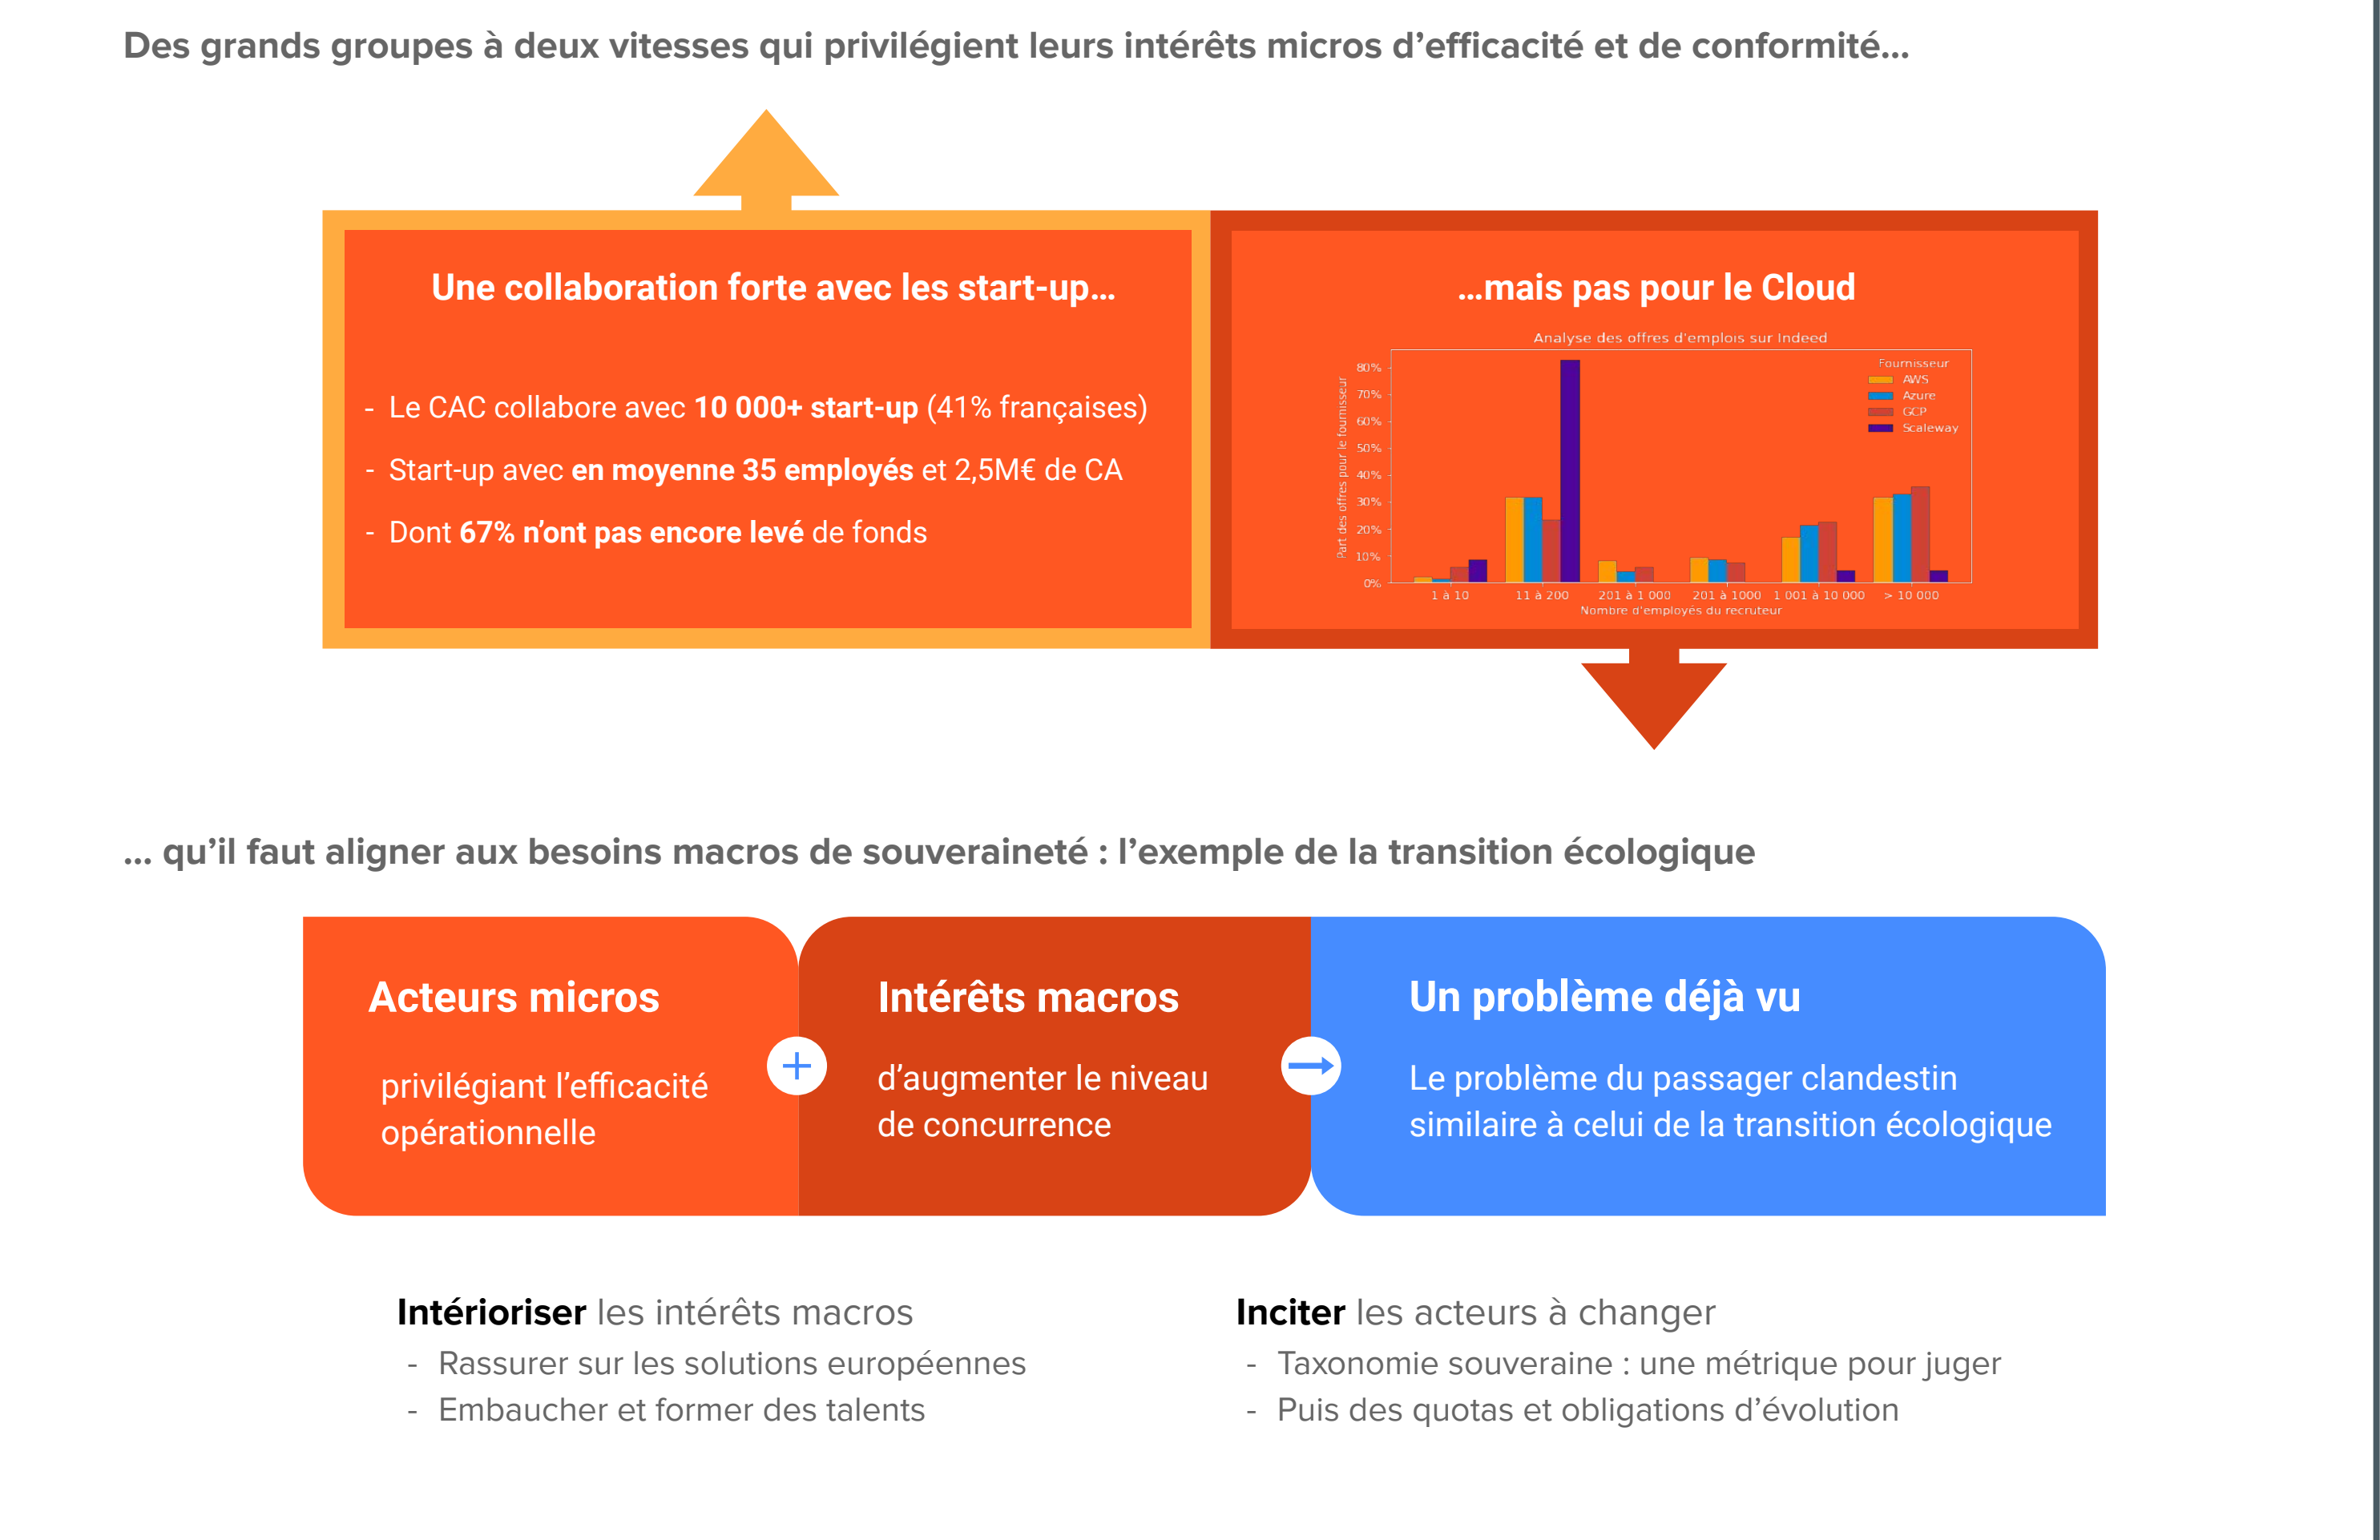 Des grands groupes à deux vitesses qui privilégient leurs intérêts micros d’efficacité et de conformité...
Une collaboration forte avec les start-up...
- Le CAC collabore avec 10 000+ start-up (41% françaises)
- Start-up avec en moyenne 35 employés et 2,5M€ de CA
- Dont 67% n’ont pas encore levé de fonds
...mais pas pour le Cloud
Analyse des offres d'emplois sur Indeed
Part des offres pour le fournisseur
80%
70%
60%
50%
40%
30%
20%
10%
0%
Fournisseur
AWS
Azure
GCP
Scaleway
1 à 10
11 à 200
201 à 1 000
201 à 1000
1 001 à 10 000
> 10 000
Nombre d'employés du recruteur
... qu’il faut aligner aux besoins macros de souveraineté : l’exemple de la transition écologique
Acteurs micros
privilégiant l’efficacité
opérationnelle
Intérêts macros
d’augmenter le niveau
de concurrence
Un problème déjà vu
Le problème du passager clandestin
similaire à celui de la transition écologique
Intérioriser les intérêts macros
- Rassurer sur les solutions européennes
- Embaucher et former des talents
Inciter les acteurs à changer
- Taxonomie souveraine : une métrique pour juger
- Puis des quotas et obligations d’évolution